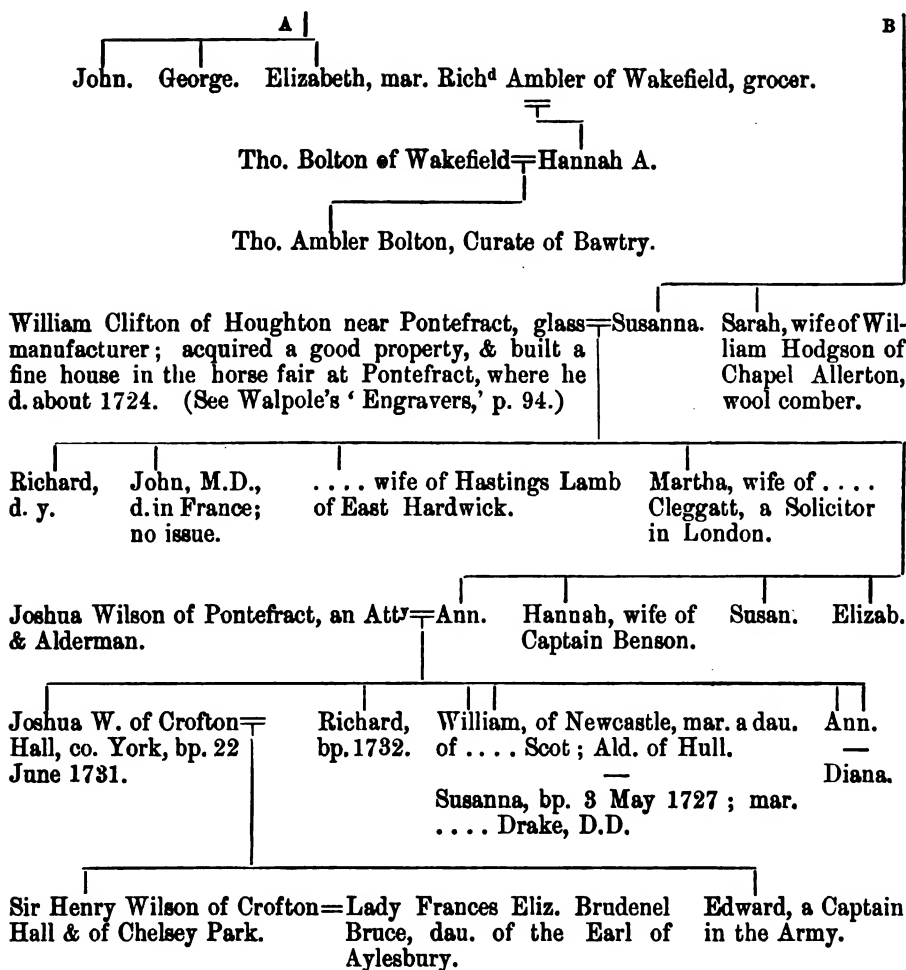 A B
John. George. Elizabeth, mar. Richᵈ Ambler of Wakefield, grocer.
Tho. Bolton of Wakefield=Hannah A.
Tho. Ambler Bolton, Curate of Bawtry.
William Clifton of Houghton near Pontefract, glass=Susanna.
manufacturer; acquired a good property, & built a
fine house in the horse fair at Pontefract, where he
d. about 1724. (See Walpole's ‘ Engravers,’ p. 94.)
Sarah, wife of Wil-
liam Hodgson of
Chapel Allerton,
wool comber.
Richard,
d. y.
John, M.D.,
d. in France;
no issue.
. . . . wife of Hastings Lamb
of East Hardwick.
Martha, wife of . . . .
Cleggatt, a Solicitor
in London.
Joshua Wilson of Pontefract, an Attʸ=Ann.
& Alderman.
Hannah, wife of
Captain Benson.
Susan.
Elizab.
Joshua W. of Crofton=
Hall, co. York, bp. 22
June 1731.
Richard,
bp. 1732.
William, of Newcastle, mar. a dau.
of . . . . Scot; Ald. of Hull.
—
Susanna, bp. 3 May 1727; mar.
. . . . Drake, D.D.
Ann.
—
Diana.
Sir Henry Wilson of Crofton=Lady Frances Eliz. Brudenel
Hall & of Chelsey Park.
Bruce, dau. of the Earl of
Aylesbury.
Edward, a Captain
in the Army.